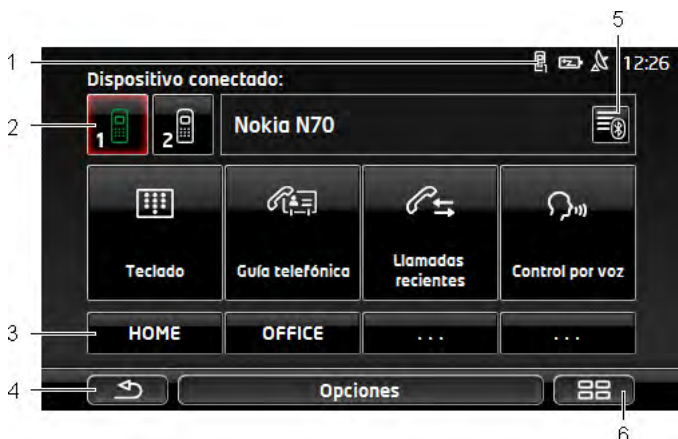 5
1
12:26
Dispositivo conectado:
2
1
2
Nokia N70
Teclado
Guía telefónica
Llamadas
recientes
Control por voz
3
HOME
OFFICE
...
...
4
Opciones
6